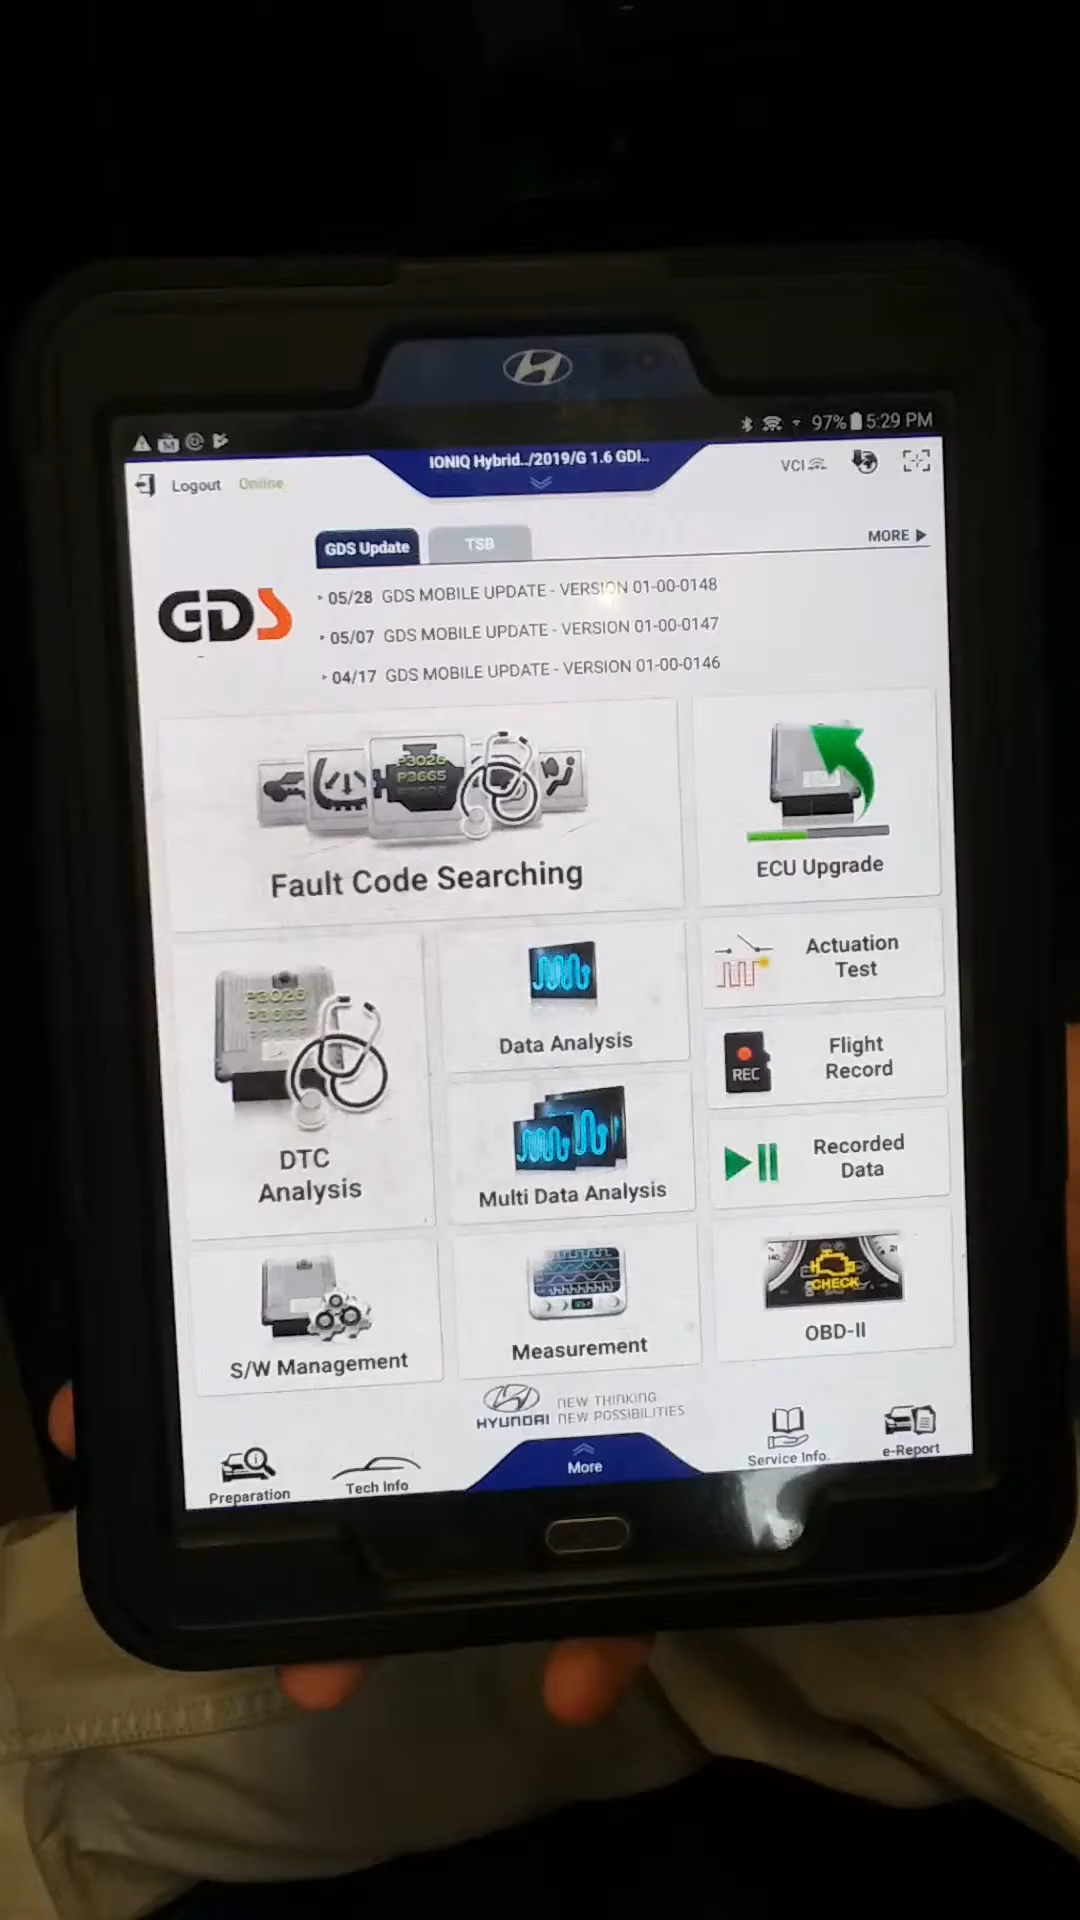 97% 5:29 PM
Logout Online
IONIQ Hybrid../2019/G 1.6 GDI..
VCI
GDS Update TSB MORE
GDS
05/28 GDS MOBILE UPDATE - VERSION 01-00-0148
05/07 GDS MOBILE UPDATE - VERSION 01-00-0147
04/17 GDS MOBILE UPDATE - VERSION 01-00-0146
P3026
P3665
Fault Code Searching
ECU Upgrade
P3026
P3665
DTC
Analysis
Data Analysis
Multi Data Analysis
Actuation
Test
REC
Flight
Record
Recorded
Data
S/W Management
Measurement
CHECK
OBD-II
HYUNDAI
NEW THINKING.
NEW POSSIBILITIES
Preparation
Tech Info
More
Service Info.
e-Report